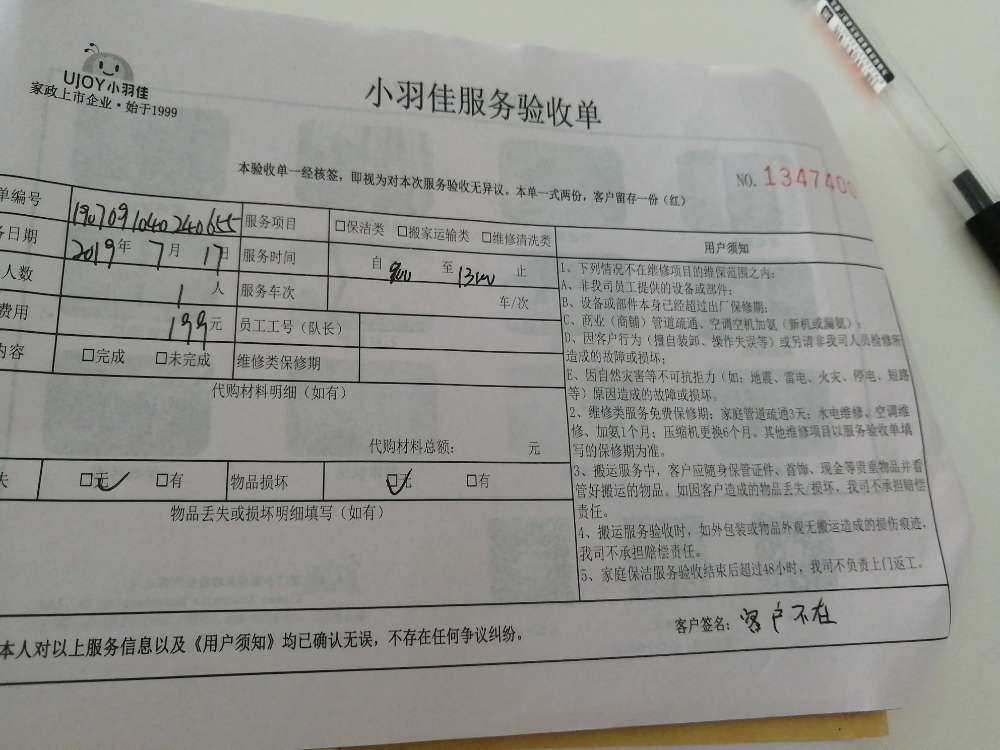 UJOY小羽佳
家政上市企业·始于1999
小羽佳服务验收单
本验收单一经核签，即视为对本次服务验收无异议。本单一式两份，客户留存一份（红）
NO. 1347400
单编号 1907091040240655 服务项目 □保洁类 □搬家运输类 □维修清洗类
务日期 2019年 7月 17日 服务时间 自 900 至 1300 止
人数 1 人 服务车次 车/次
费用 199元 员工工号（队长）
内容 □完成 □未完成 维修类保修期
代购材料明细（如有）
代购材料总额： 元
失 □无 ✓ □有 物品损坏 □无 ✓ □有
物品丢失或损坏明细填写（如有）
用户须知
1、下列情况不在维修项目的维保范围之内：
A、非我司员工提供的设备或部件；
B、设备或部件本身已经超过出厂保修期；
C、商业（商铺）管道疏通、空调空机加氨（新机或漏氨）；
D、因客户行为（擅自装卸、操作失误等）或另请非我司人员检修所
造成的故障或损坏；
E、因自然灾害等不可抗拒力（如：地震、雷电、火灾、停电、短路
等）原因造成的故障或损坏。
2、维修类服务免费保修期：家庭管道疏通3天；水电维修、空调维
修、加氨1个月；压缩机更换6个月。其他维修项目以服务验收单填
写的保修期为准。
3、搬运服务中，客户应随身保管证件、首饰、现金等贵重物品并看
管好搬运的物品。如因客户造成的物品丢失/损坏，我司不承担赔偿
责任。
4、搬运服务验收时，如外包装或物品外观无搬运造成的损伤痕迹，
我司不承担赔偿责任。
5、家庭保洁服务验收结束后超过48小时，我司不负责上门返工。
本人对以上服务信息以及《用户须知》均已确认无误，不存在任何争议纠纷。
客户签名：客户不在